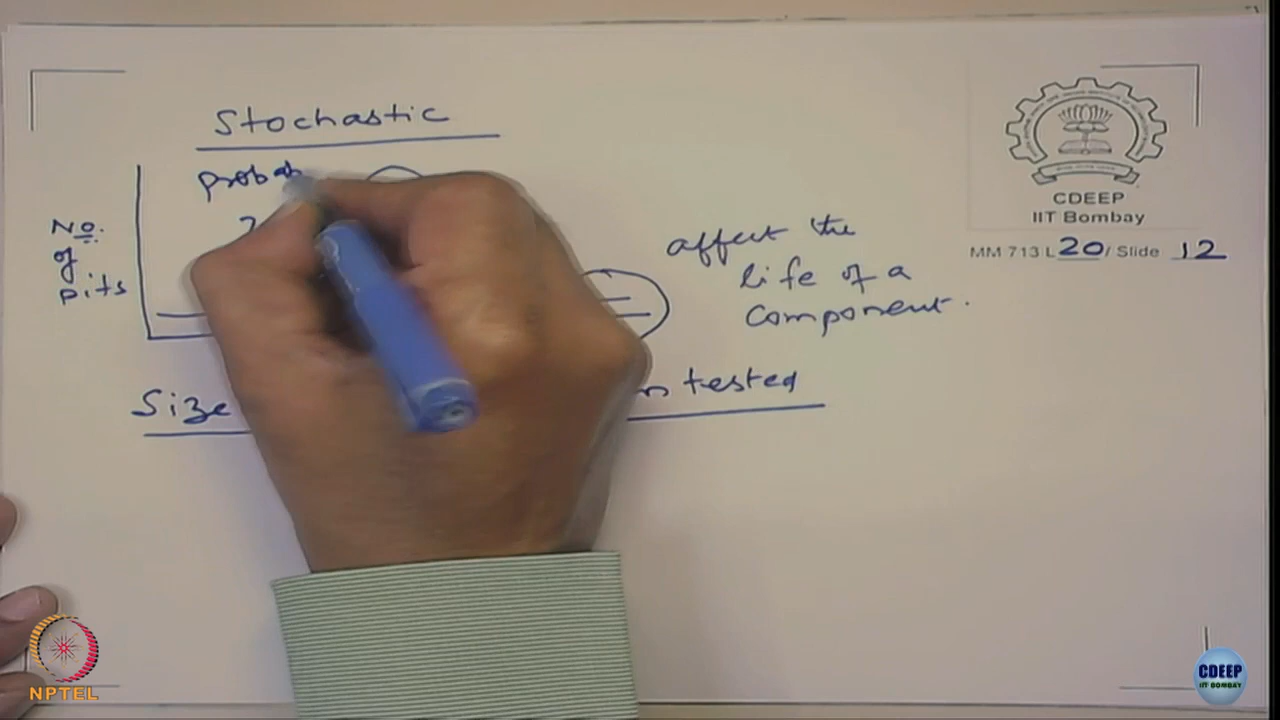 Stochastic
probab
No.
of
pits
affect the
life of a
component.
Size
tested
CDEEP
IIT Bombay
MM 713 L 20 / Slide 12
NPTEL
CDEEP
IIT BOMBAY